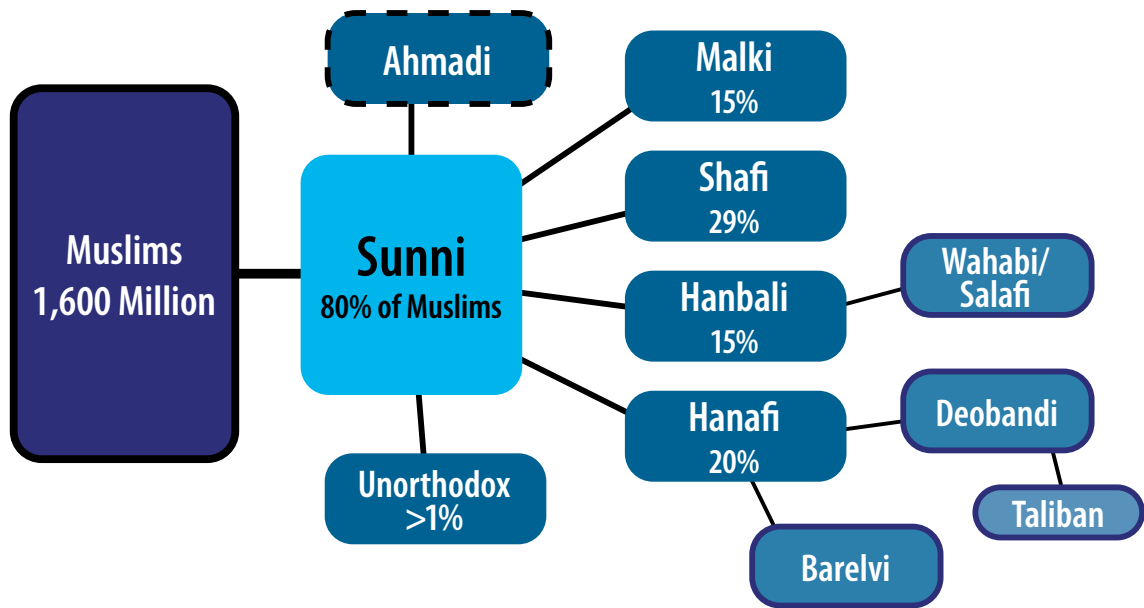 Muslims
1,600 Million
Ahmadi
Sunni
80% of Muslims
Unorthodox
>1%
Malki
15%
Shafi
29%
Hanbali
15%
Hanafi
20%
Wahabi/
Salafi
Deobandi
Taliban
Barelvi